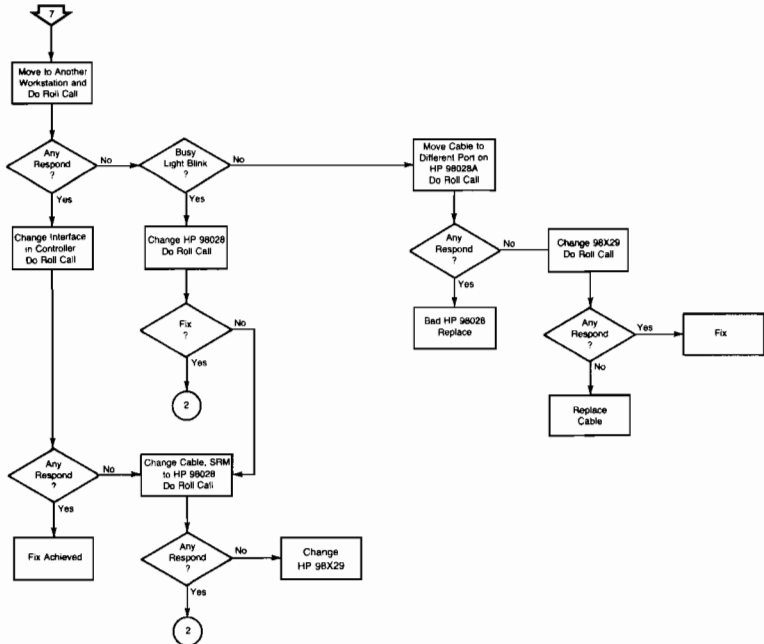 7
Move to Another
Workstation and
Do Roll Call
Any
Respond
?
No
Yes
Busy
Light Blink
?
No
Yes
Move Cable to
Different Port on
HP 98028A
Do Roll Call
Change Interface
in Controller
Do Roll Call
Change HP 98028
Do Roll Call
Any
Respond
?
No
Yes
Change 98X29
Do Roll Call
Fix
?
No
Yes
2
Bad HP 98028
Replace
Any
Respond
?
Yes
No
Fix
Replace
Cable
Any
Respond
?
No
Yes
Change Cable, SRM
to HP 98028
Do Roll Call
Fix Achieved
Any
Respond
?
No
Yes
Change
HP 98X29
2